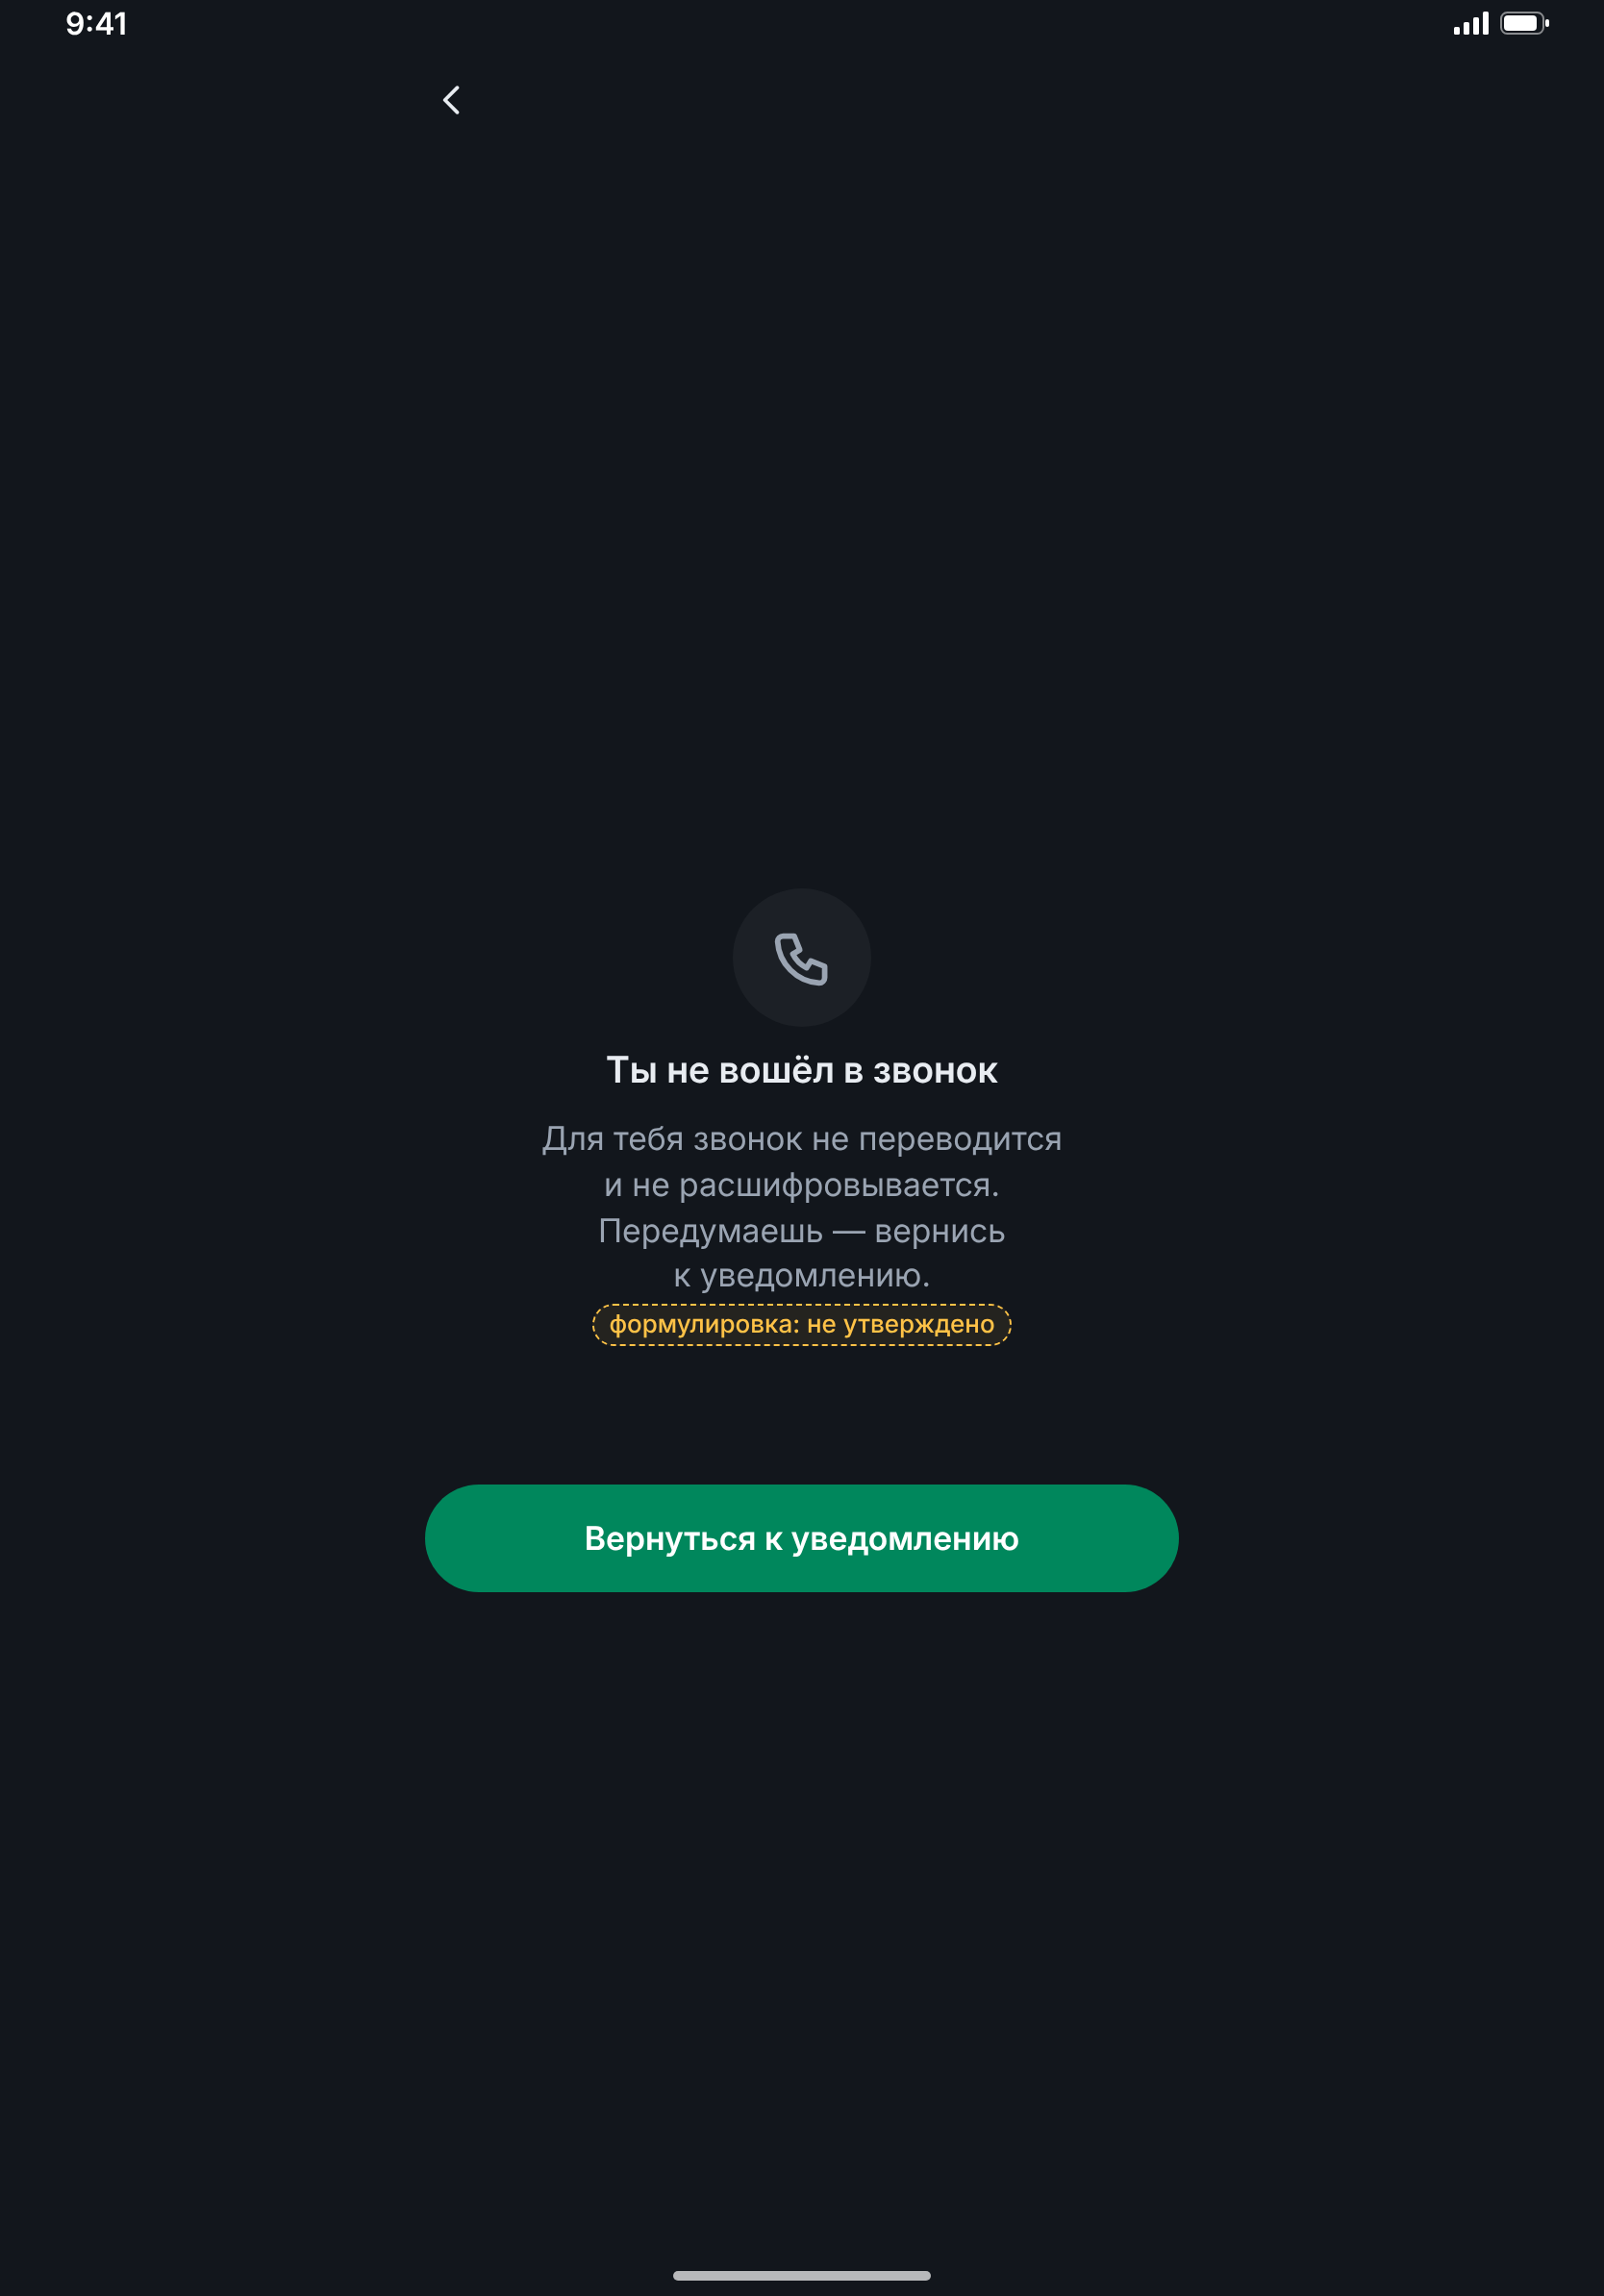 9:41
Ты не вошёл в звонок
Для тебя звонок не переводится
и не расшифровывается.
Передумаешь — вернись
к уведомлению.
формулировка: не утверждено
Вернуться к уведомлению